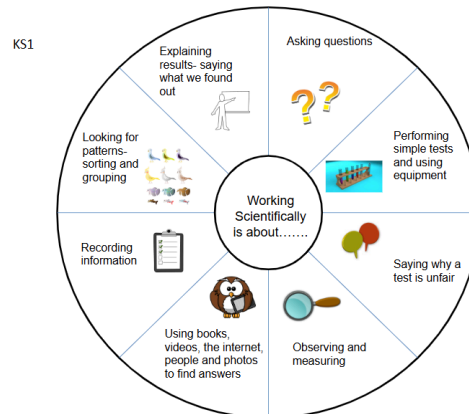 KS1
Asking questions
Performing
simple tests
and using
equipment
Saying why a
test is unfair
Observing and
measuring
Using books,
videos, the internet,
people and photos
to find answers
Recording
information
Looking for
patterns-
sorting and
grouping
Explaining
results- saying
what we found
out
Working
Scientifically
is about…….